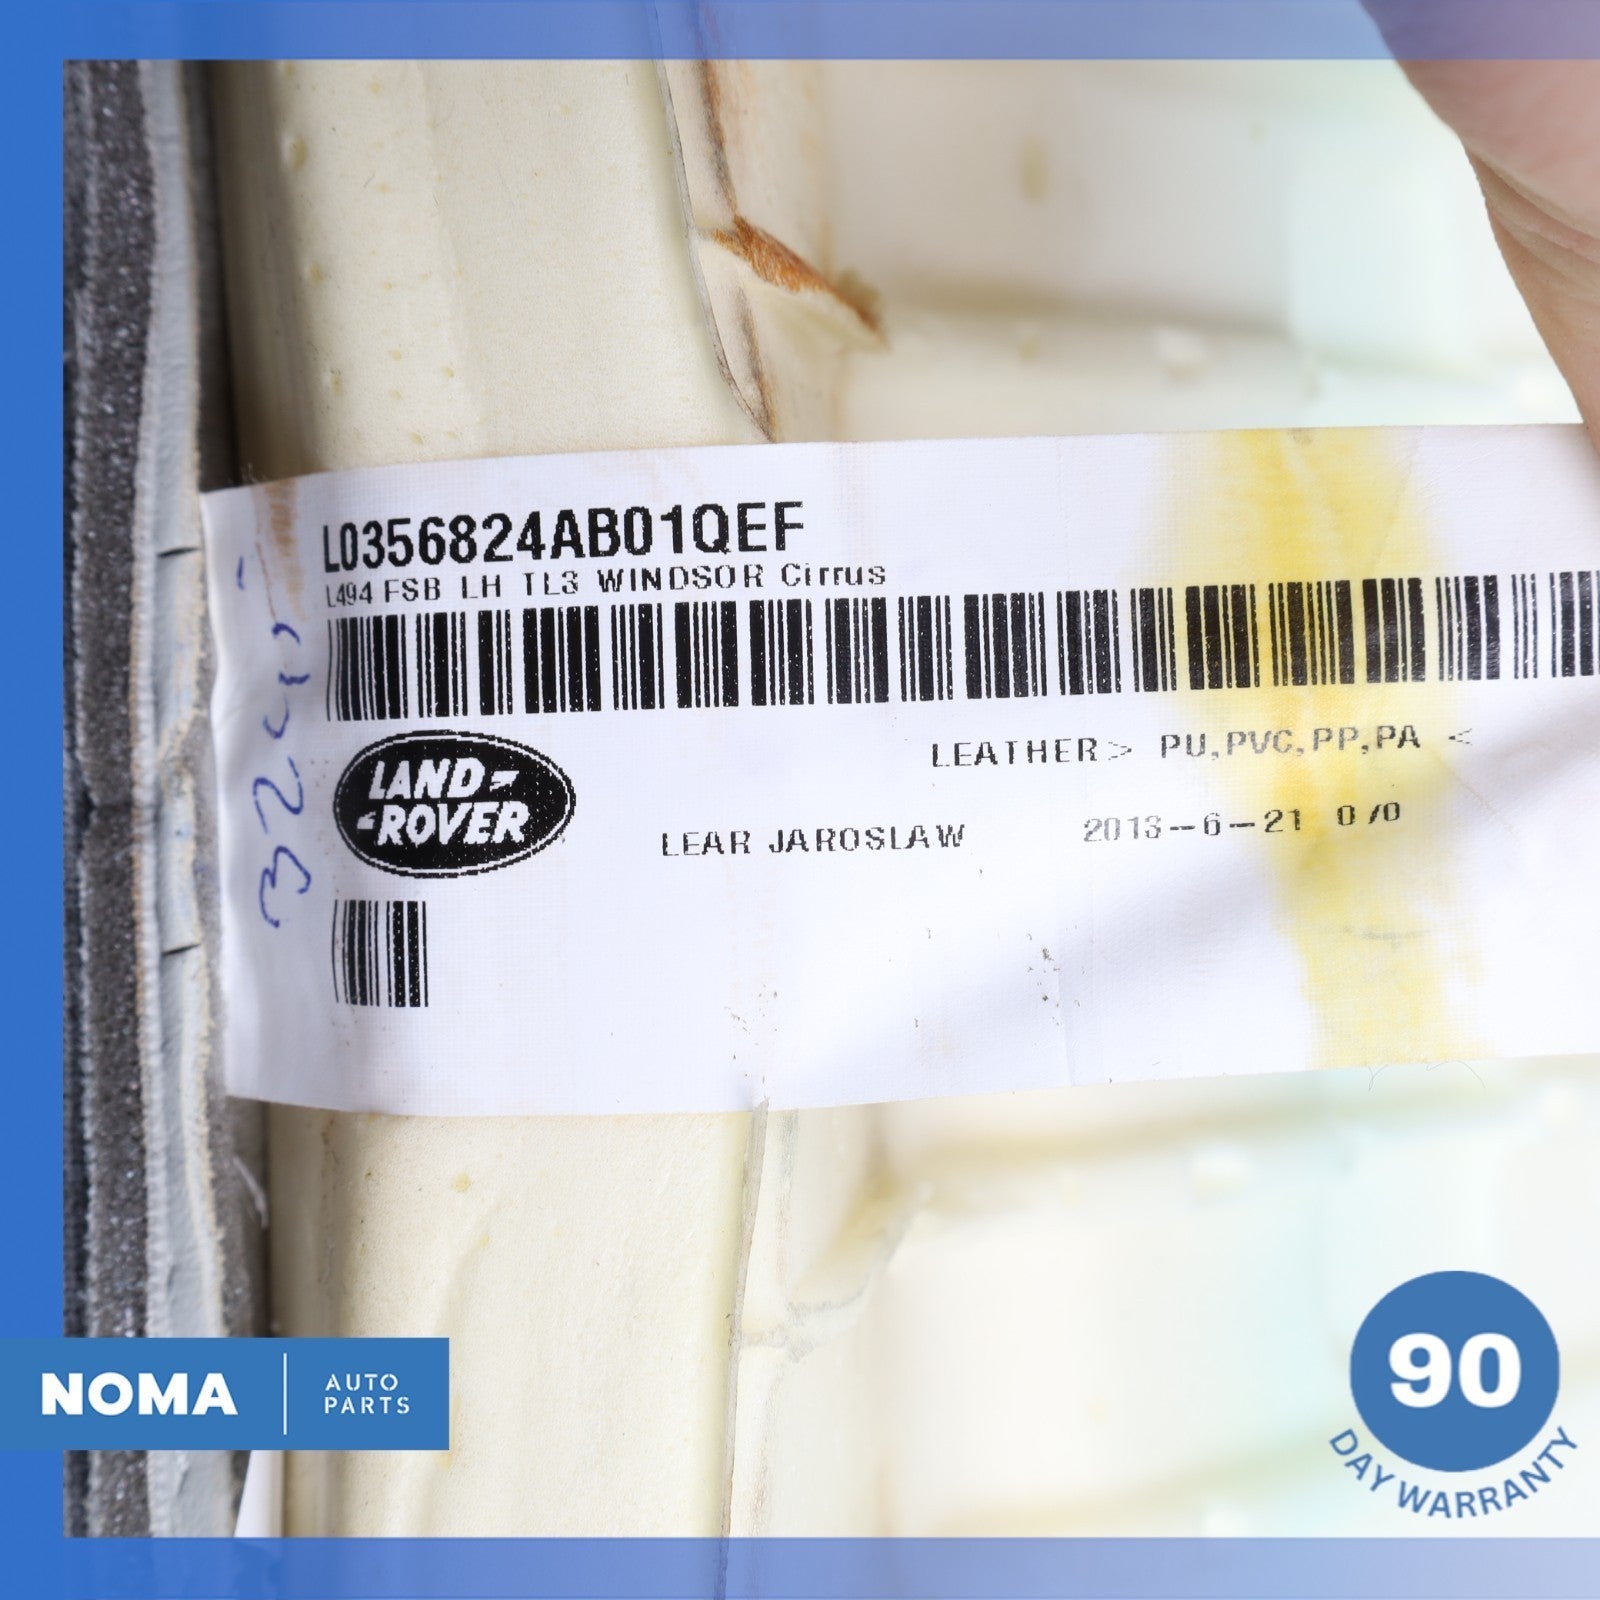 L0356824AB01QEF
L494 FSB LH TL3 WINDSOR Cirrus
LEATHER> PU,PVC,PP,PA <
LAND-
-ROVER
LEAR JAROSLAW 2013-6-21 0/0
NOMA
AUTO
PARTS
90
DAY WARRANTY